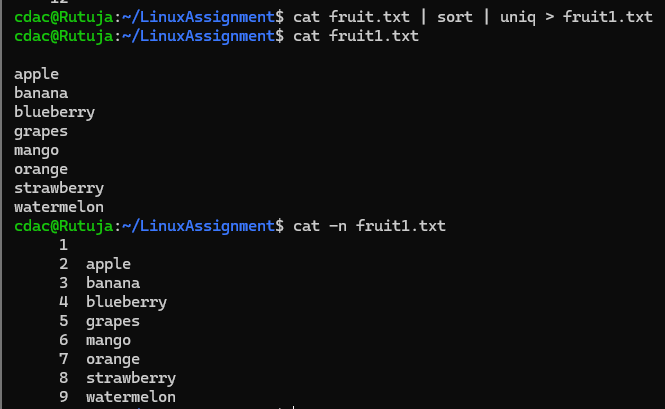 12
cdac@Rutuja:~/LinuxAssignment$ cat fruit.txt | sort | uniq > fruit1.txt
cdac@Rutuja:~/LinuxAssignment$ cat fruit1.txt

apple
banana
blueberry
grapes
mango
orange
strawberry
watermelon
cdac@Rutuja:~/LinuxAssignment$ cat -n fruit1.txt
     1
     2  apple
     3  banana
     4  blueberry
     5  grapes
     6  mango
     7  orange
     8  strawberry
     9  watermelon